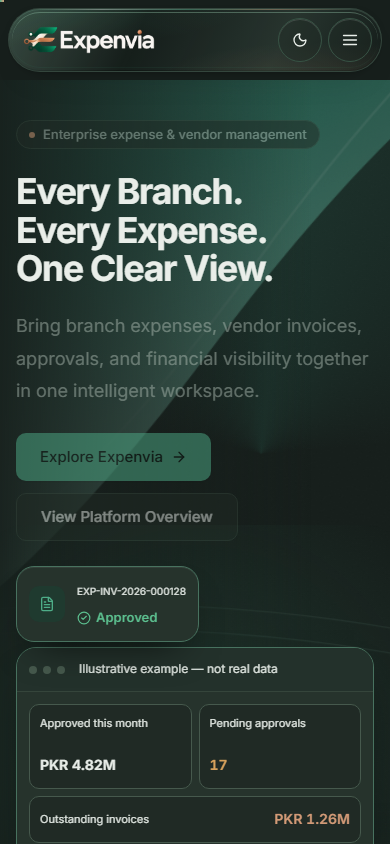 Expenvia
Enterprise expense & vendor management
Every Branch.
Every Expense.
One Clear View.
Bring branch expenses, vendor invoices,
approvals, and financial visibility together
in one intelligent workspace.
Explore Expenvia →
View Platform Overview
EXP-INV-2026-000128
Approved
Illustrative example — not real data
Approved this month
PKR 4.82M
Pending approvals
17
Outstanding invoices
PKR 1.26M